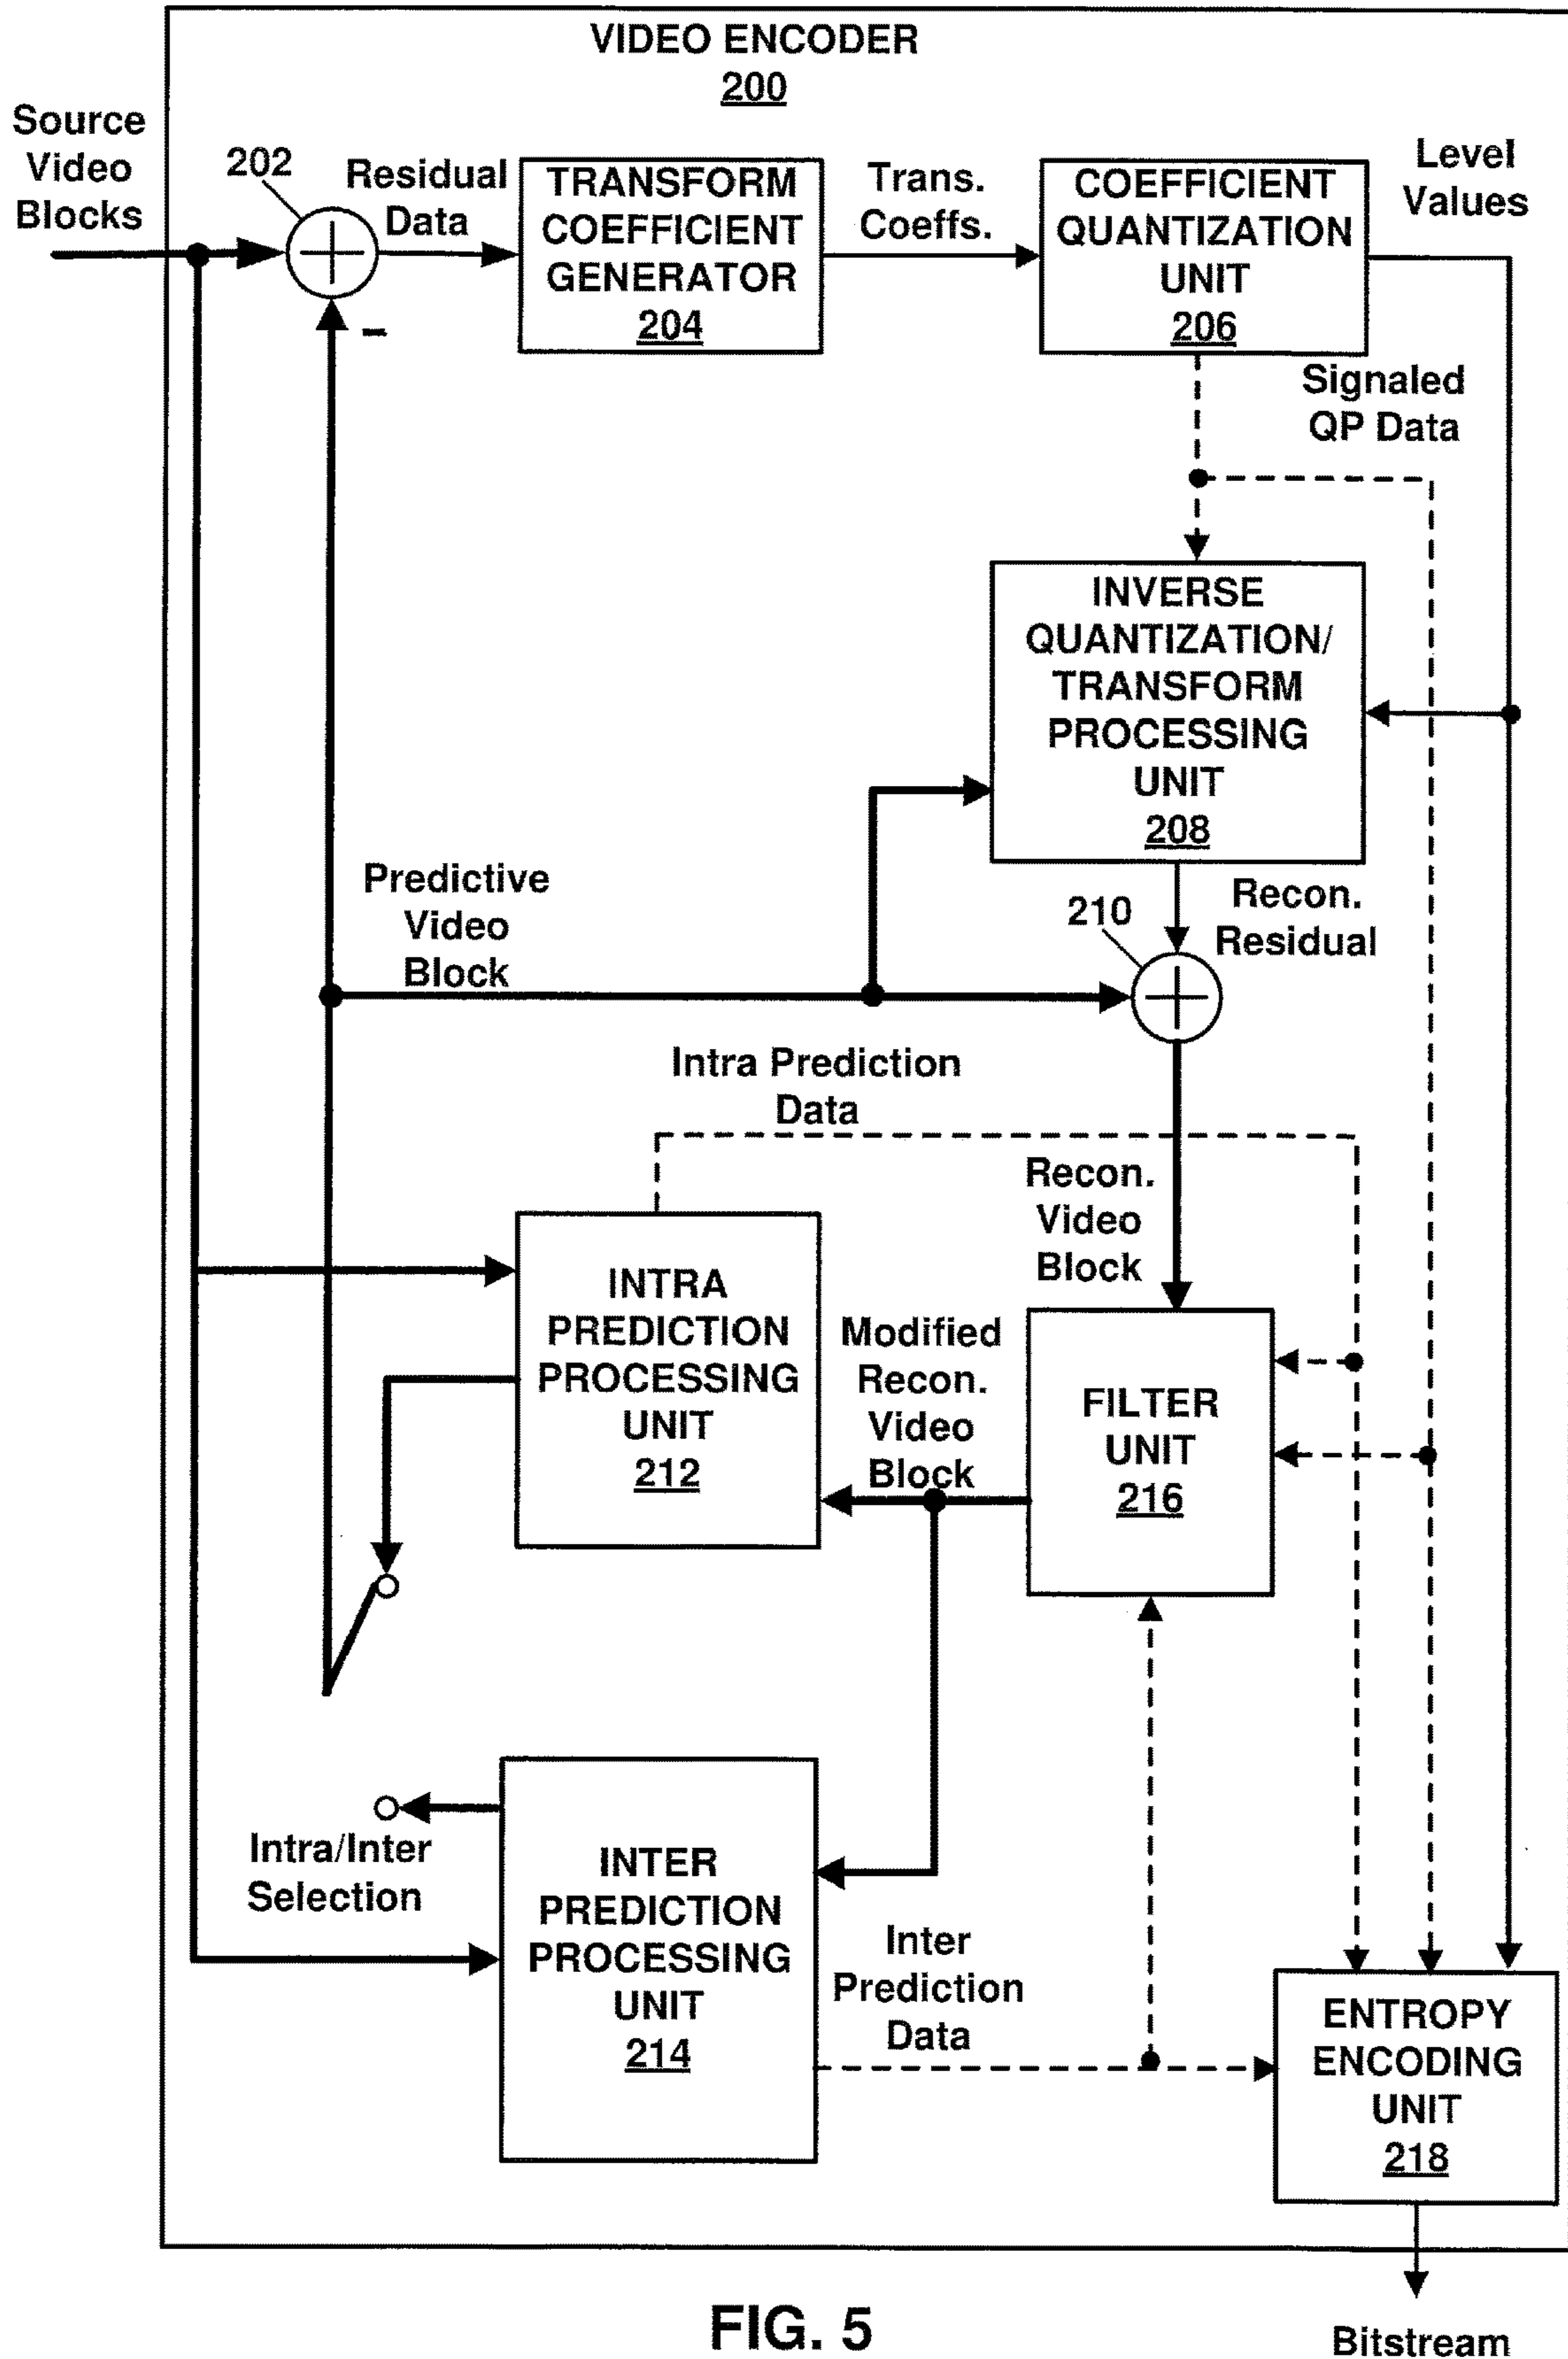 VIDEO ENCODER
200
Source
Video
Blocks
202
Residual
Data
TRANSFORM
COEFFICIENT
GENERATOR
204
Trans.
Coeffs.
COEFFICIENT
QUANTIZATION
UNIT
206
Level
Values
-
Signaled
QP Data
INVERSE
QUANTIZATION/
TRANSFORM
PROCESSING
UNIT
208
Predictive
Video
Block
210
Recon.
Residual
Intra Prediction
Data
Recon.
Video
Block
INTRA
PREDICTION
PROCESSING
UNIT
212
Modified
Recon.
Video
Block
FILTER
UNIT
216
Intra/Inter
Selection
INTER
PREDICTION
PROCESSING
UNIT
214
Inter
Prediction
Data
ENTROPY
ENCODING
UNIT
218
FIG. 5
Bitstream